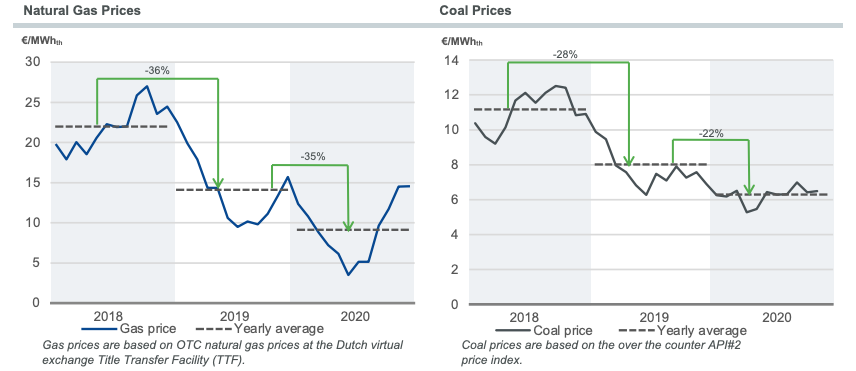 Natural Gas Prices
€/MWhth
30
25
20
15
10
5
0
-36%
-35%
2018
2019
2020
Gas price
Yearly average
Gas prices are based on OTC natural gas prices at the Dutch virtual
exchange Title Transfer Facility (TTF).
Coal Prices
€/MWhth
14
12
10
8
6
4
2
0
-28%
-22%
2018
2019
2020
Coal price
Yearly average
Coal prices are based on the over the counter API#2
price index.